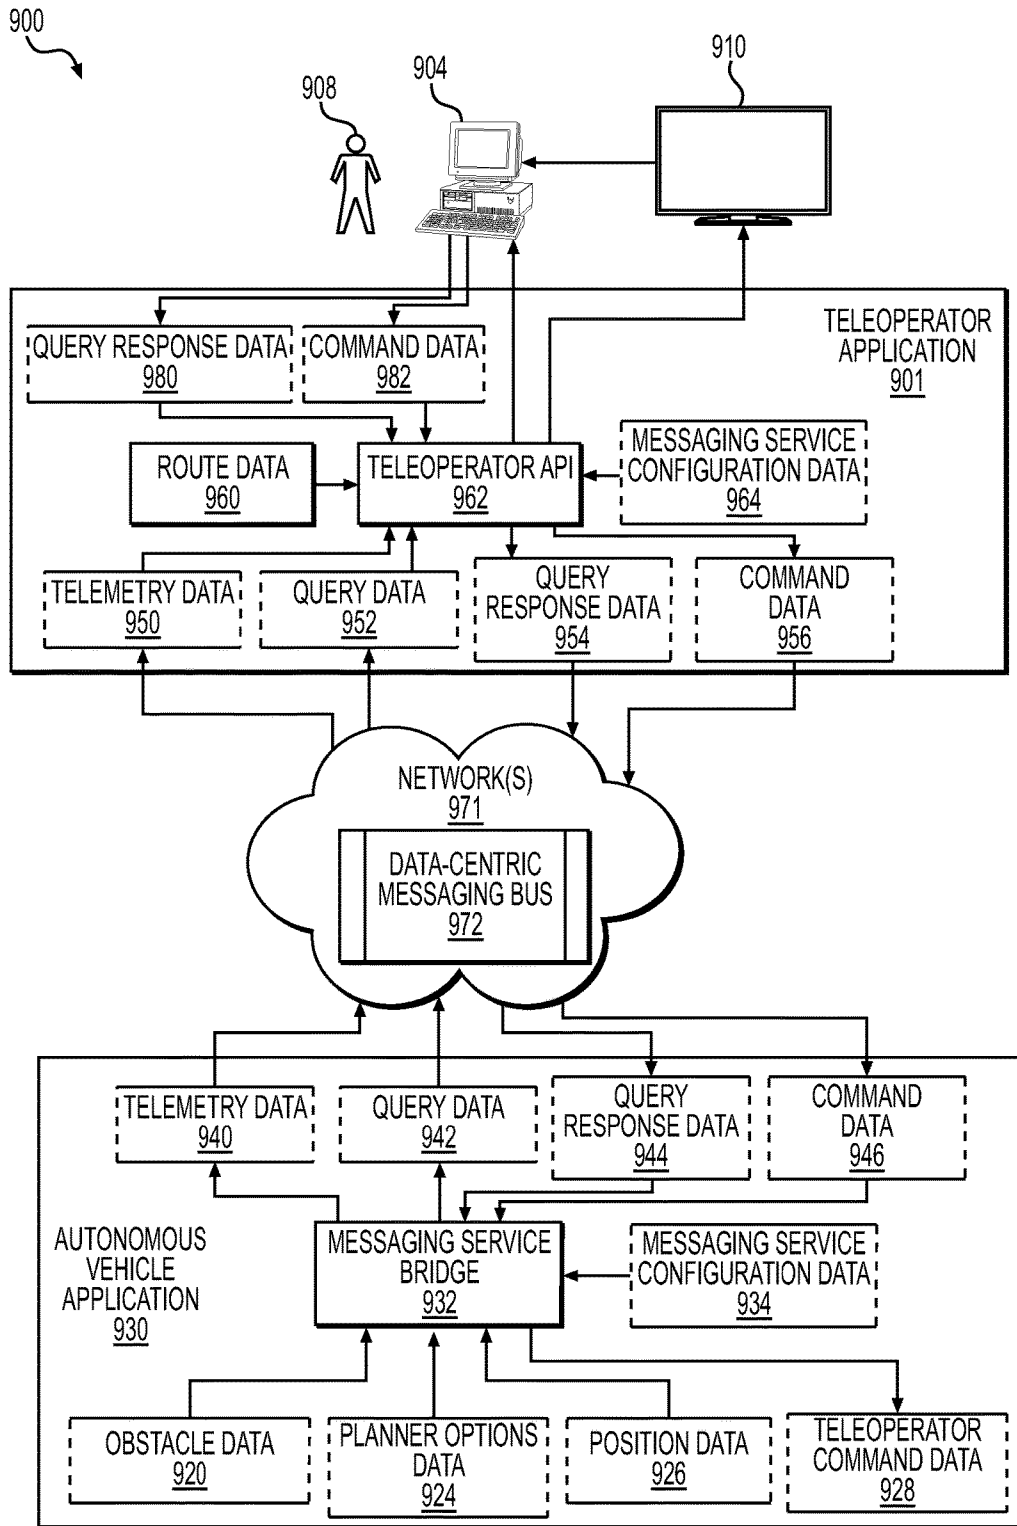 900
908
904
910
TELEOPERATOR
APPLICATION
901
QUERY RESPONSE DATA
980
COMMAND DATA
982
ROUTE DATA
960
TELEOPERATOR API
962
MESSAGING SERVICE
CONFIGURATION DATA
964
TELEMETRY DATA
950
QUERY DATA
952
QUERY
RESPONSE DATA
954
COMMAND
DATA
956
NETWORK(S)
971
DATA-CENTRIC
MESSAGING BUS
972
TELEMETRY DATA
940
QUERY DATA
942
QUERY
RESPONSE DATA
944
COMMAND
DATA
946
AUTONOMOUS
VEHICLE
APPLICATION
930
MESSAGING SERVICE
BRIDGE
932
MESSAGING SERVICE
CONFIGURATION DATA
934
OBSTACLE DATA
920
PLANNER OPTIONS
DATA
924
POSITION DATA
926
TELEOPERATOR
COMMAND DATA
928